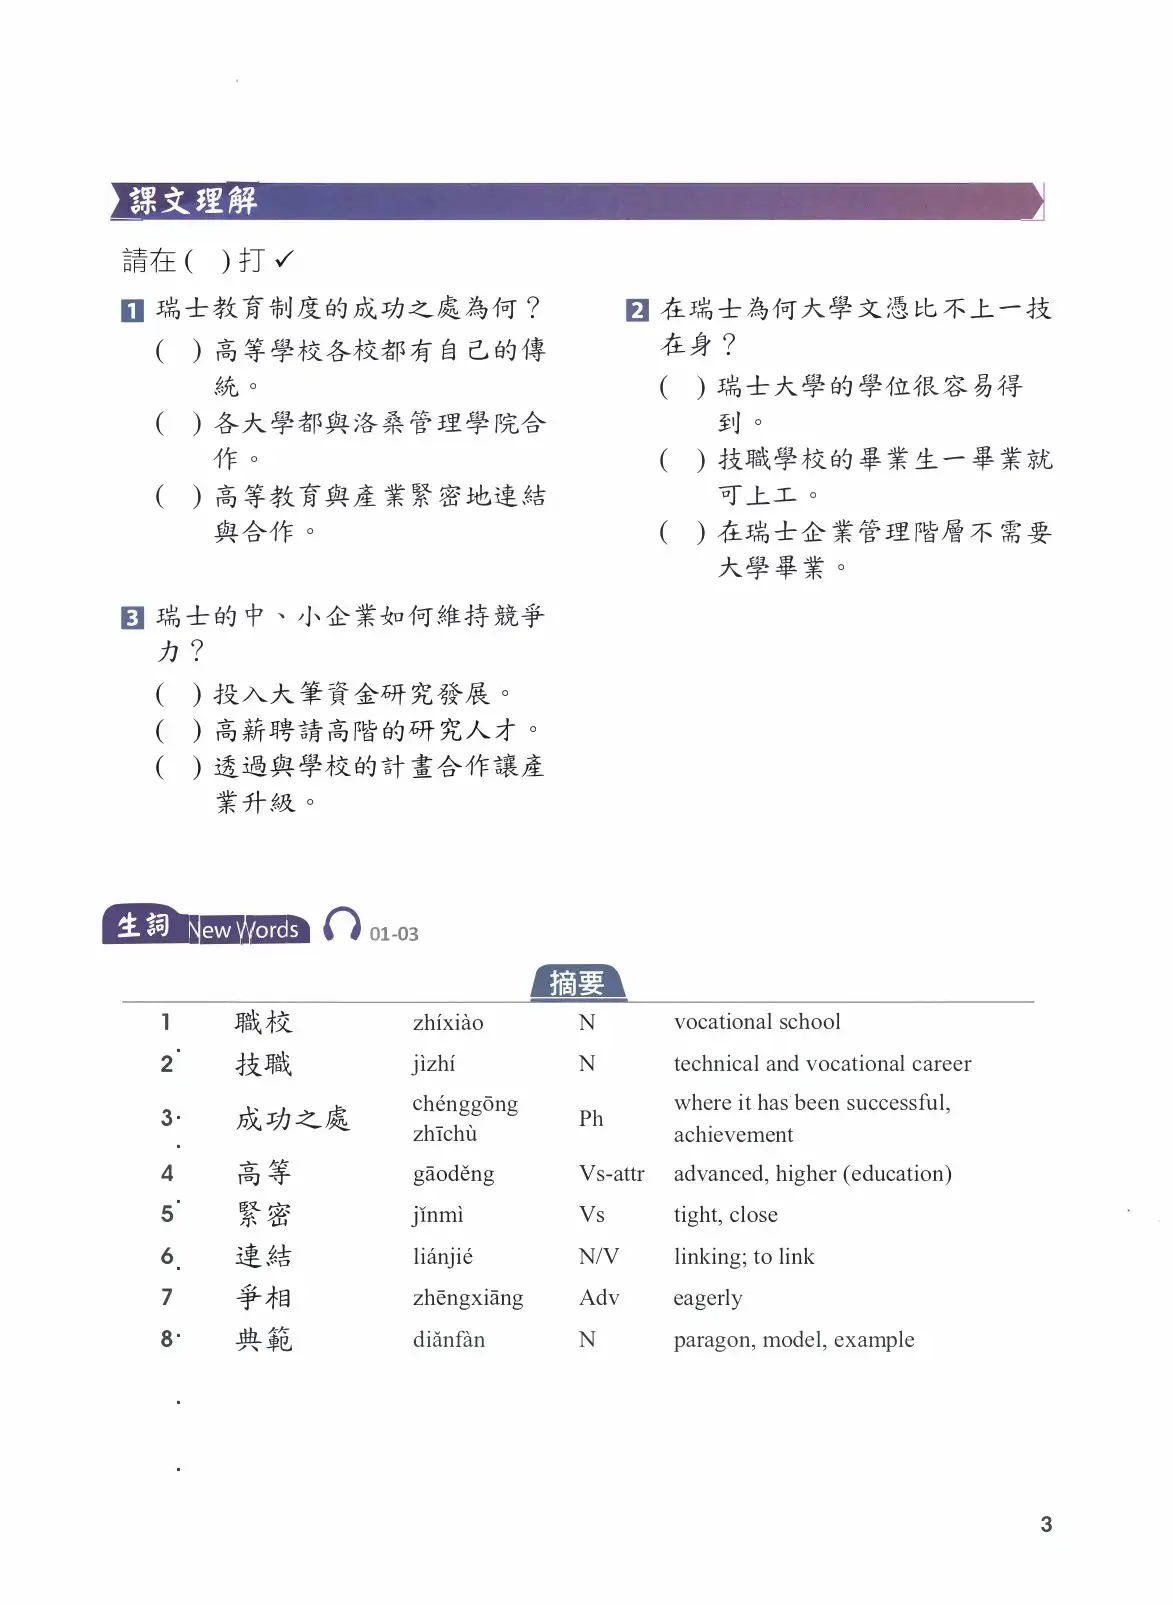 課文理解
請在 (   ) 打 ✓
1 瑞士教育制度的成功之處為何？
(   ) 高等學校各校都有自己的傳
統。
(   ) 各大學都與洛桑管理學院合
作。
(   ) 高等教育與產業緊密地連結
與合作。
2 在瑞士為何大學文憑比不上一技
在身？
(   ) 瑞士大學的學位很容易得
到。
(   ) 技職學校的畢業生一畢業就
可上工。
(   ) 在瑞士企業管理階層不需要
大學畢業。
3 瑞士的中、小企業如何維持競爭
力？
(   ) 投入大筆資金研究發展。
(   ) 高薪聘請高階的研究人才。
(   ) 透過與學校的計畫合作讓產
業升級。
生詞 New Words 01-03
摘要
1 職校 zhíxiào N vocational school
2 技職 jìzhí N technical and vocational career
3 成功之處 chénggōng zhīchù Ph where it has been successful, achievement
4 高等 gāoděng Vs-attr advanced, higher (education)
5 緊密 jǐnmì Vs tight, close
6 連結 liánjié N/V linking; to link
7 爭相 zhēngxiāng Adv eagerly
8 典範 diǎnfàn N paragon, model, example
3